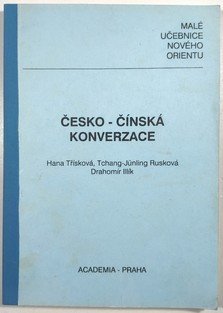 MALÉ
UČEBNICE
NOVÉHO
ORIENTU
ČESKO - ČÍNSKÁ
KONVERZACE
Hana Třísková, Tchang-Jünling Rusková
Drahomír Illík
ACADEMIA - PRAHA